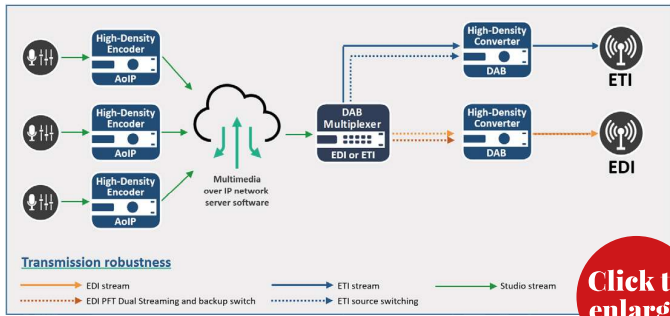 High-Density
Encoder
AoIP
High-Density
Encoder
AoIP
High-Density
Encoder
AoIP
Multimedia
over IP network
server software
DAB
Multiplexer
EDI or ETI
High-Density
Converter
DAB
ETI
High-Density
Converter
DAB
EDI
Transmission robustness
EDI stream
ETI stream
Studio stream
EDI PFT Dual Streaming and backup switch
ETI source switching
Click t
enlarg